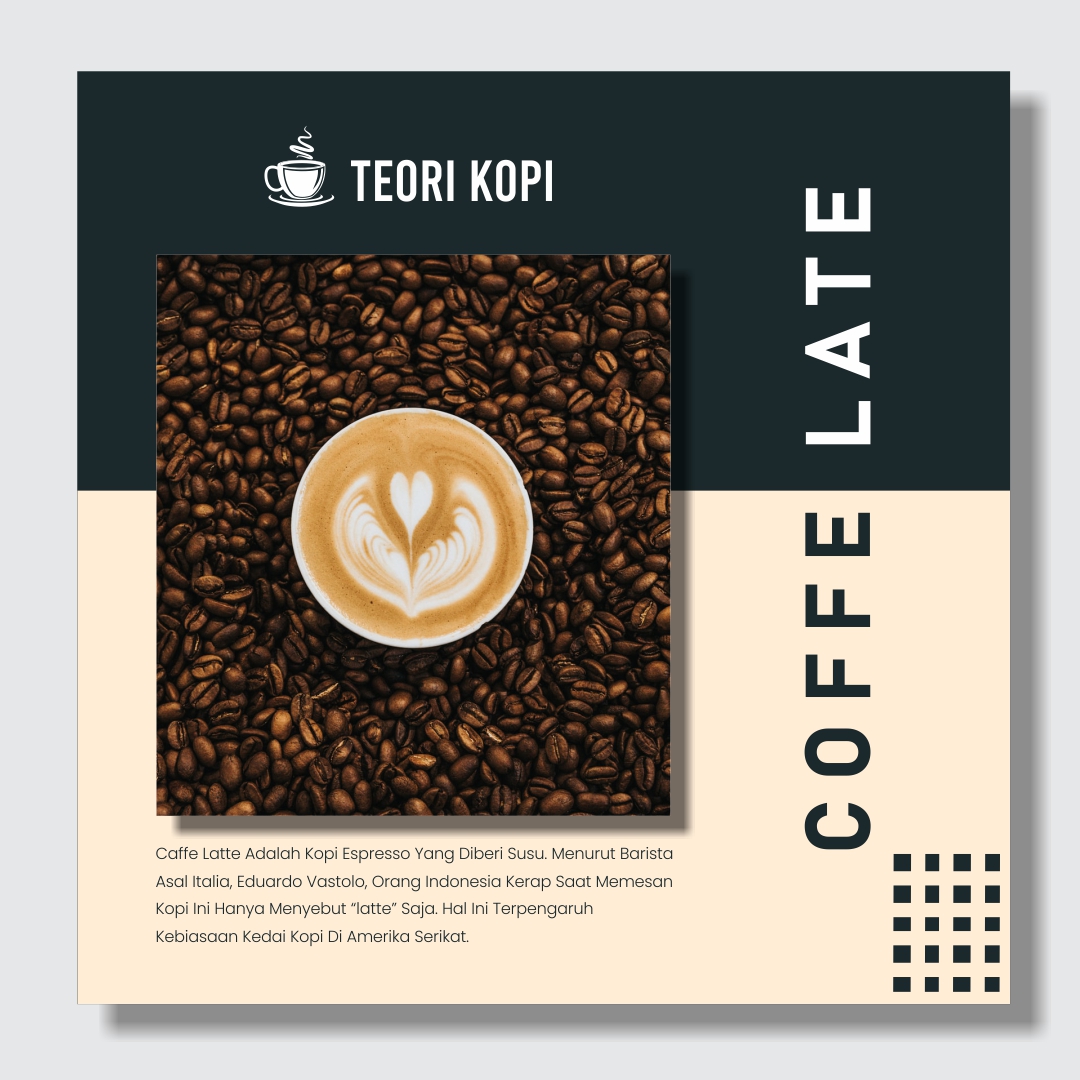 TEORI KOPI
COFFE LATE
Caffe Latte Adalah Kopi Espresso Yang Diberi Susu. Menurut Barista
Asal Italia, Eduardo Vastolo, Orang Indonesia Kerap Saat Memesan
Kopi Ini Hanya Menyebut “latte” Saja. Hal Ini Terpengaruh
Kebiasaan Kedai Kopi Di Amerika Serikat.